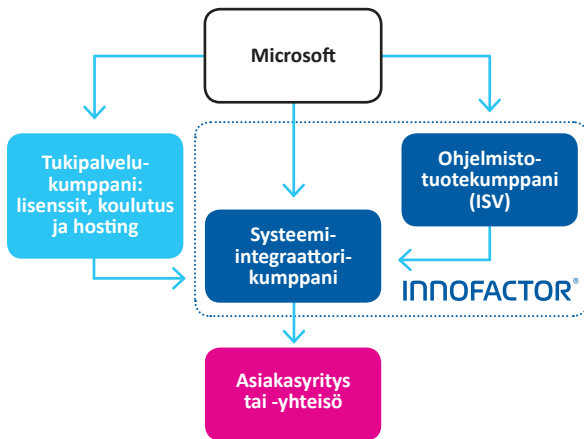 Microsoft
Tukipalvelu-
kumppani:
lisenssit, koulutus
ja hosting
Ohjelmisto-
tuotekumppani
(ISV)
Systeemi-
integraattori-
kumppani
INNOFACTOR®
Asiakasyritys
tai -yhteisö